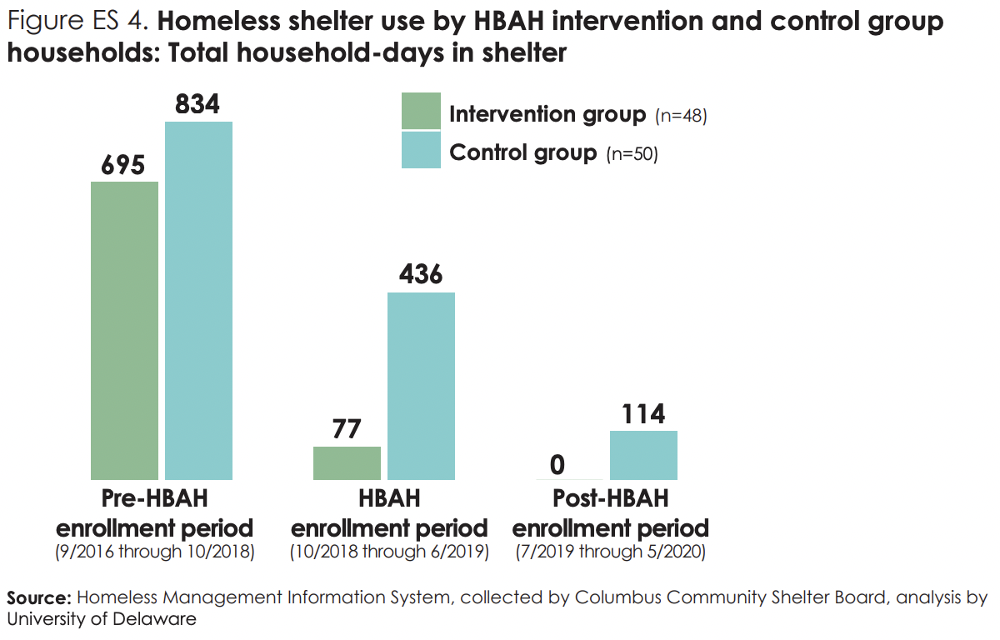 Figure ES 4. Homeless shelter use by HBAH intervention and control group
households: Total household-days in shelter
Intervention group (n=48)
Control group (n=50)
834
695
436
77
114
0
Pre-HBAH
enrollment period
(9/2016 through 10/2018)
HBAH
enrollment period
(10/2018 through 6/2019)
Post-HBAH
enrollment period
(7/2019 through 5/2020)
Source: Homeless Management Information System, collected by Columbus Community Shelter Board, analysis by
University of Delaware